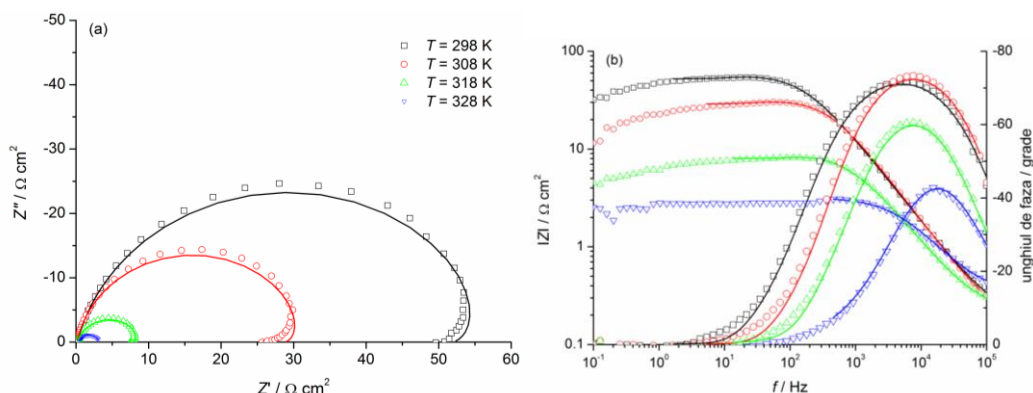 (a)
T = 298 K
T = 308 K
T = 318 K
T = 328 K
-50
-40
-30
-20
-10
0
0 10 20 30 40 50 60
Z'' / Ω cm²
Z' / Ω cm²
(b)
100
10
1
0.1
|Z| / Ω cm²
10⁻¹ 10⁰ 10¹ 10² 10³ 10⁴ 10⁵
f / Hz
-80
-60
-40
-20
0
unghiul de faza / grade